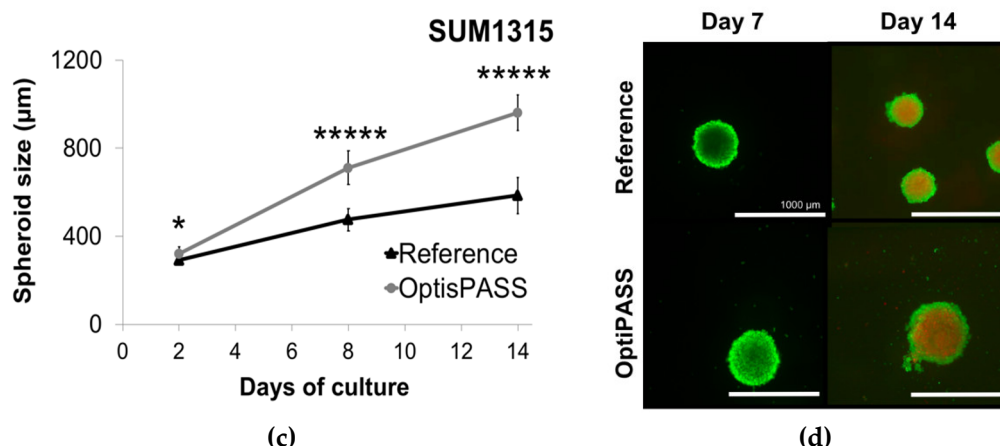 SUM1315
Spheroid size (µm)
1200
800
400
0
*
*****
*****
Reference
OptisPASS
0 2 4 6 8 10 12 14
Days of culture
(c)
Day 7 Day 14
Reference
1000 µm
OptiPASS
(d)